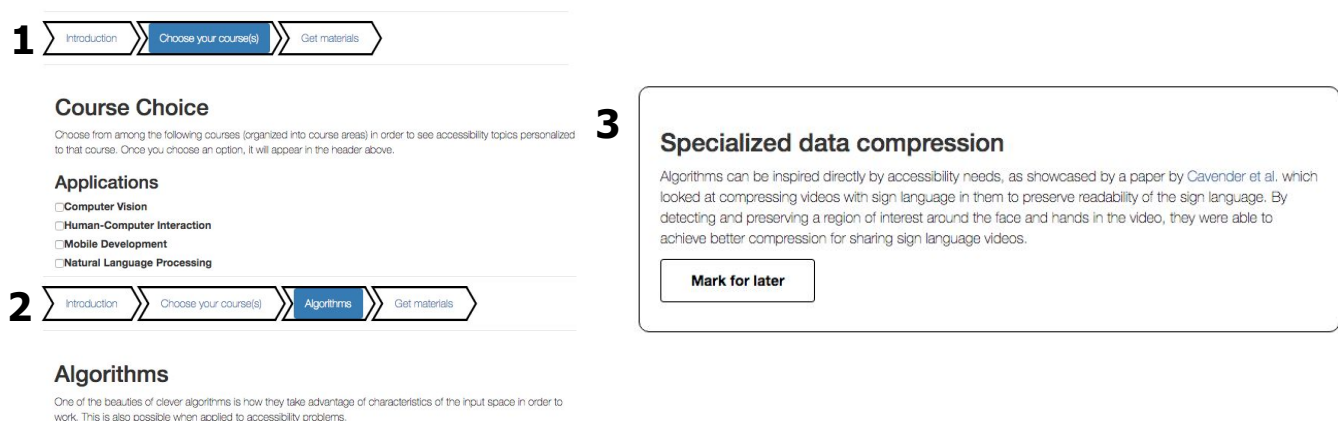 1
Introduction
Choose your course(s)
Get materials
Course Choice
Choose from among the following courses (organized into course areas) in order to see accessibility topics personalized
to that course. Once you choose an option, it will appear in the header above.
Applications
Computer Vision
Human-Computer Interaction
Mobile Development
Natural Language Processing
2
Introduction
Choose your course(s)
Algorithms
Get materials
Algorithms
One of the beauties of clever algorithms is how they take advantage of characteristics of the input space in order to
work. This is also possible when applied to accessibility problems.
3
Specialized data compression
Algorithms can be inspired directly by accessibility needs, as showcased by a paper by Cavender et al. which
looked at compressing videos with sign language in them to preserve readability of the sign language. By
detecting and preserving a region of interest around the face and hands in the video, they were able to
achieve better compression for sharing sign language videos.
Mark for later